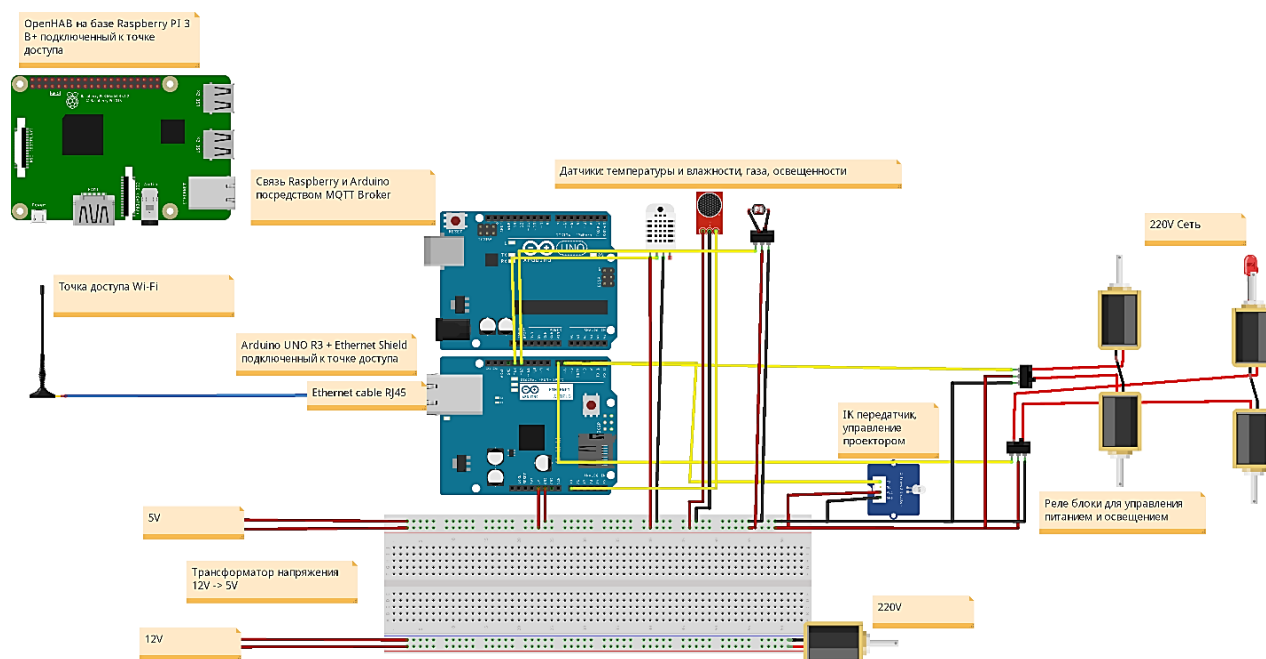 OpenHAB на базе Raspberry PI 3
B+ подключенный к точке
доступа
Связь Raspberry и Arduino
посредством MQTT Broker
Датчики: температуры и влажности, газа, освещенности
220V Сеть
Точка доступа Wi-Fi
UNO
Arduino UNO R3 + Ethernet Shield
подключенный к точке доступа
Ethernet cable RJ45
ИК передатчик,
управление
проектором
Реле блоки для управления
питанием и освещением
5V
Трансформатор напряжения
12V -> 5V
220V
12V